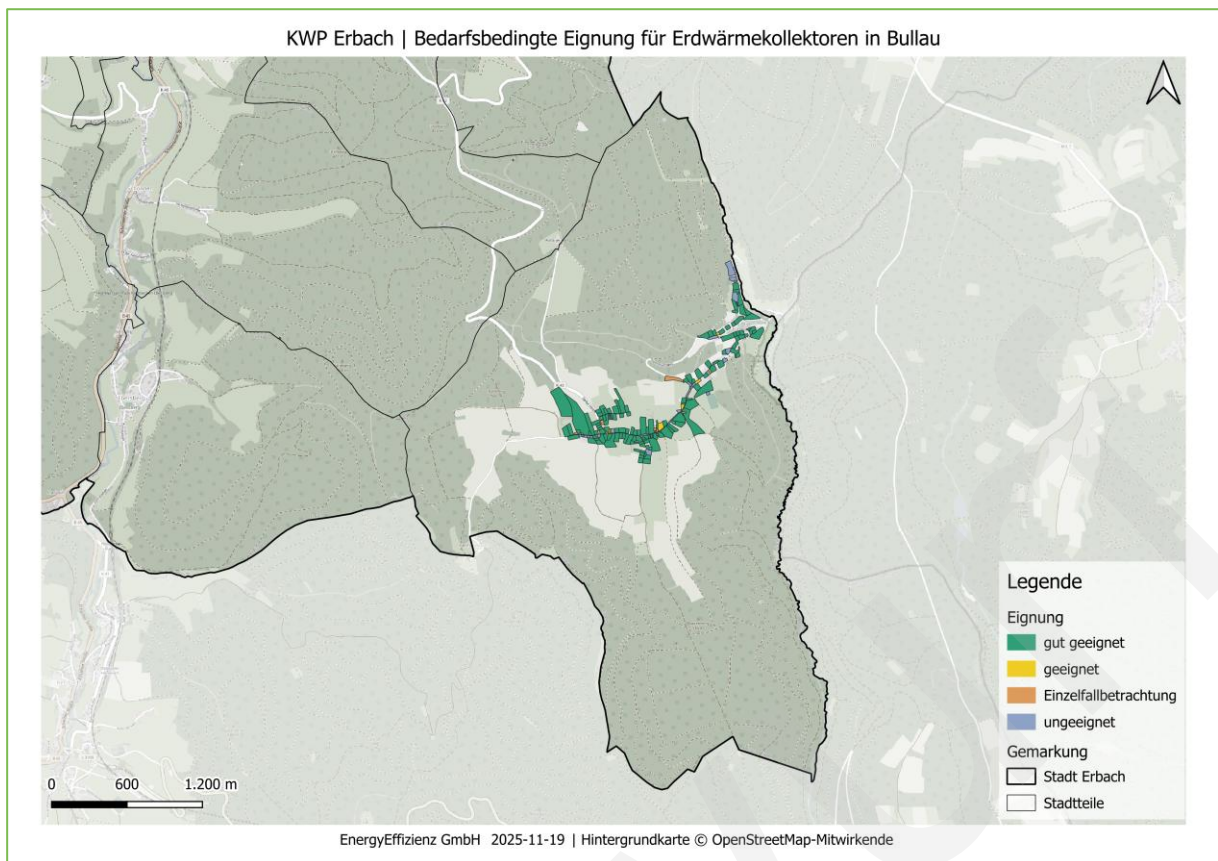 KWP Erbach | Bedarfsbedingte Eignung für Erdwärmekollektoren in Bullau
Legende
Eignung
gut geeignet
geeignet
Einzelfallbetrachtung
ungeeignet
Gemarkung
Stadt Erbach
Stadtteile
0 600 1.200 m
EnergyEffizienz GmbH 2025-11-19 | Hintergrundkarte © OpenStreetMap-Mitwirkende